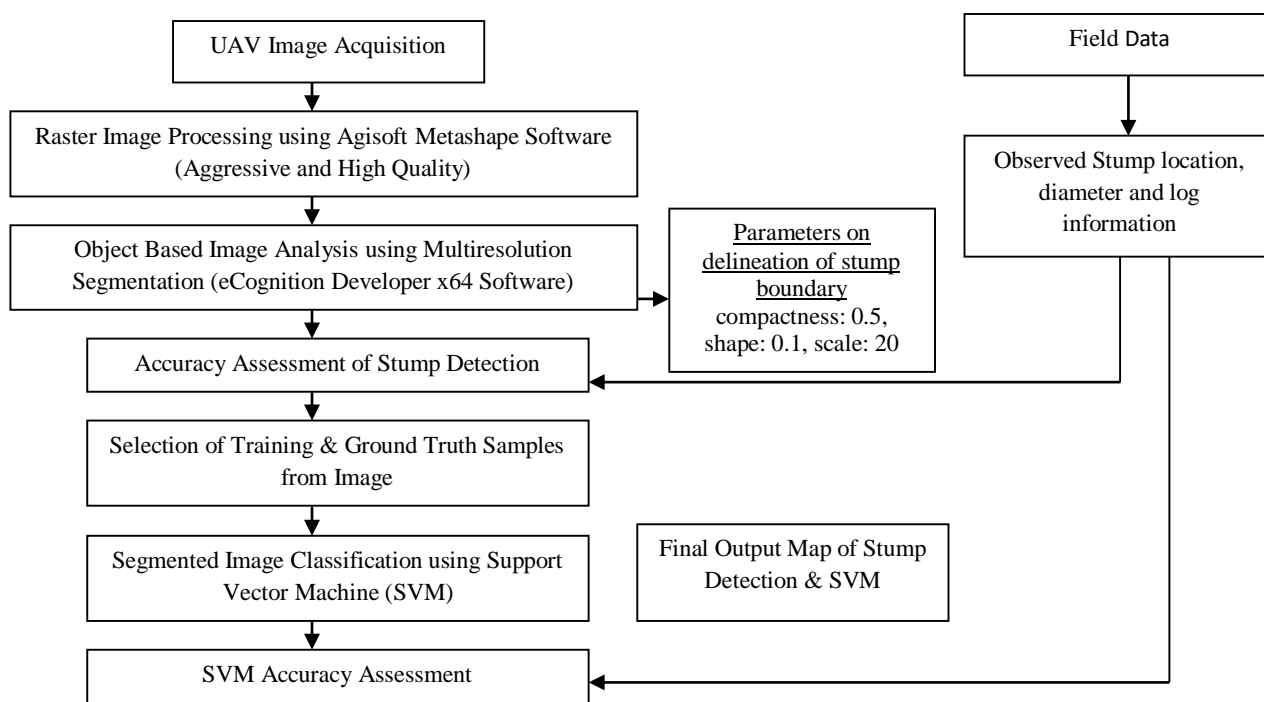 UAV Image Acquisition
Field Data
Raster Image Processing using Agisoft Metashape Software
(Aggressive and High Quality)
Observed Stump location,
diameter and log
information
Object Based Image Analysis using Multiresolution
Segmentation (eCognition Developer x64 Software)
Parameters on
delineation of stump
boundary
compactness: 0.5,
shape: 0.1, scale: 20
Accuracy Assessment of Stump Detection
Selection of Training & Ground Truth Samples
from Image
Segmented Image Classification using Support
Vector Machine (SVM)
Final Output Map of Stump
Detection & SVM
SVM Accuracy Assessment